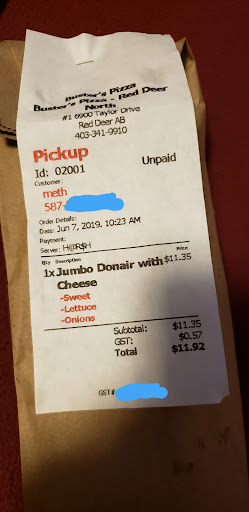 Buster's Pizza
Buster's Pizza - Red Deer
North
#1 6900 Taylor Drive
Red Deer AB
403-341-9910
Pickup
Id: 02001 Unpaid
Customer:
meth
587-
Order Details:
Date: Jun 7, 2019, 10:23 AM
Payment:
Server: H@R$H
Qty Description Price
1x Jumbo Donair with $11.35
Cheese
-Sweet
-Lettuce
-Onions
Subtotal: $11.35
GST: $0.57
Total $11.92
GST#